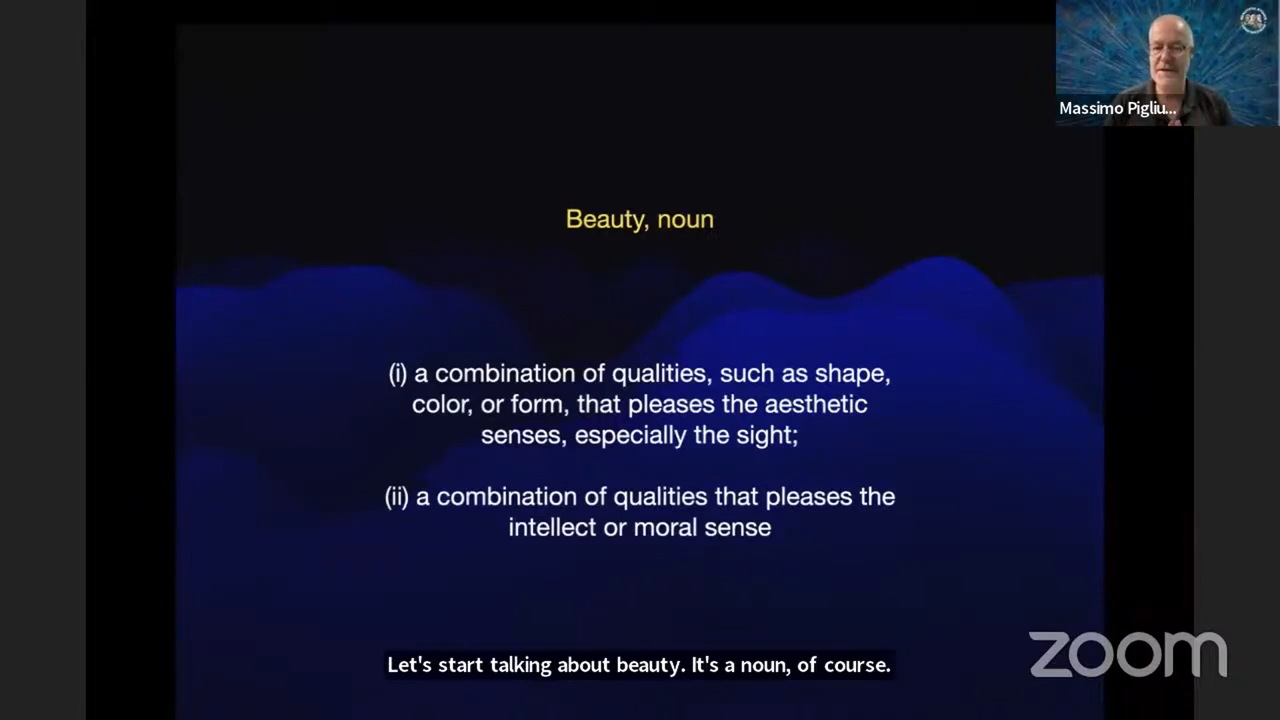 Massimo Pigliu...
Beauty, noun
(i) a combination of qualities, such as shape,
color, or form, that pleases the aesthetic
senses, especially the sight;
(ii) a combination of qualities that pleases the
intellect or moral sense
Let's start talking about beauty. It's a noun, of course.
zoom